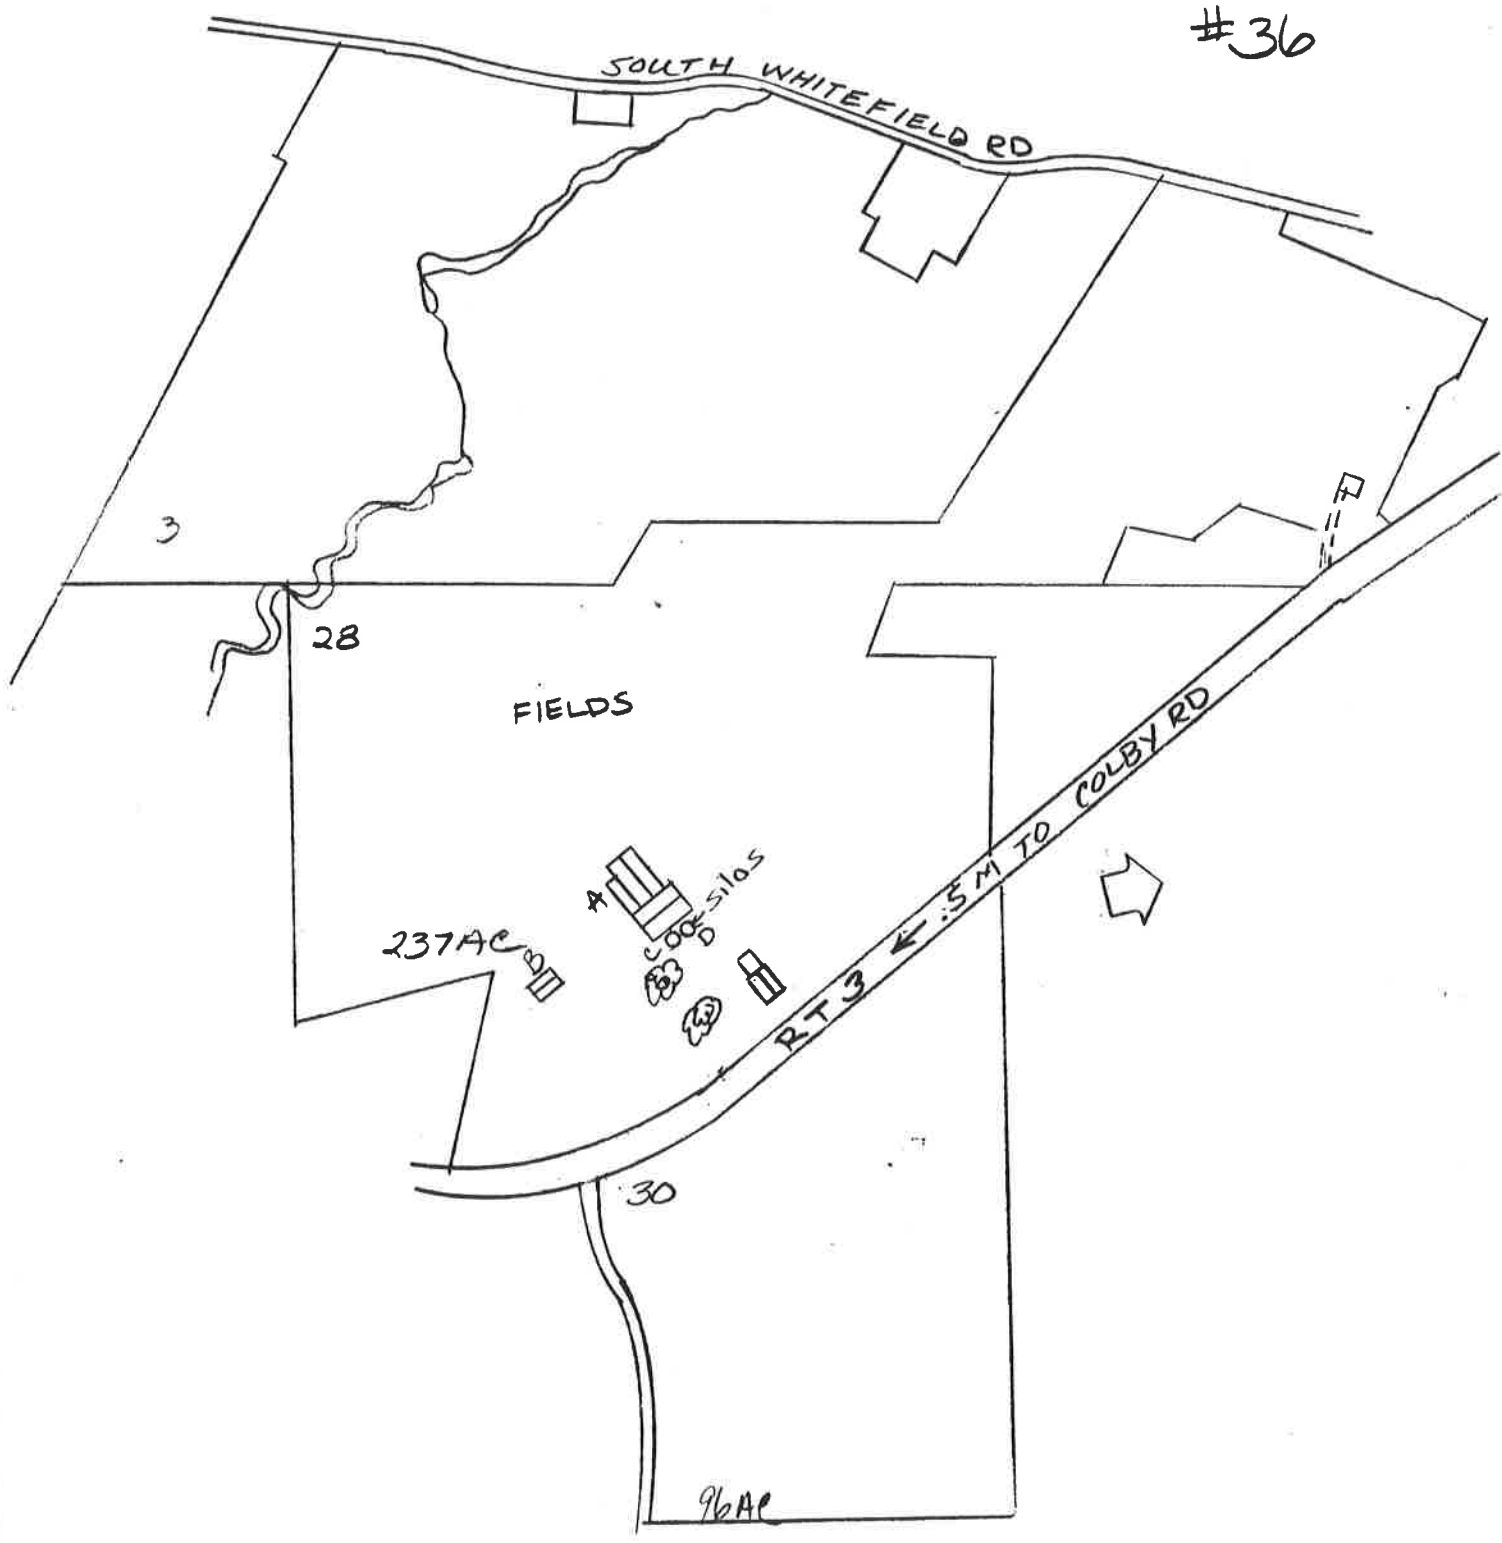 #36
SOUTH WHITEFIELD RD
3
28
FIELDS
A
SilOS
237AC
B
C
D
RT 3 ← .5 M TO COLBY RD
30
96AC